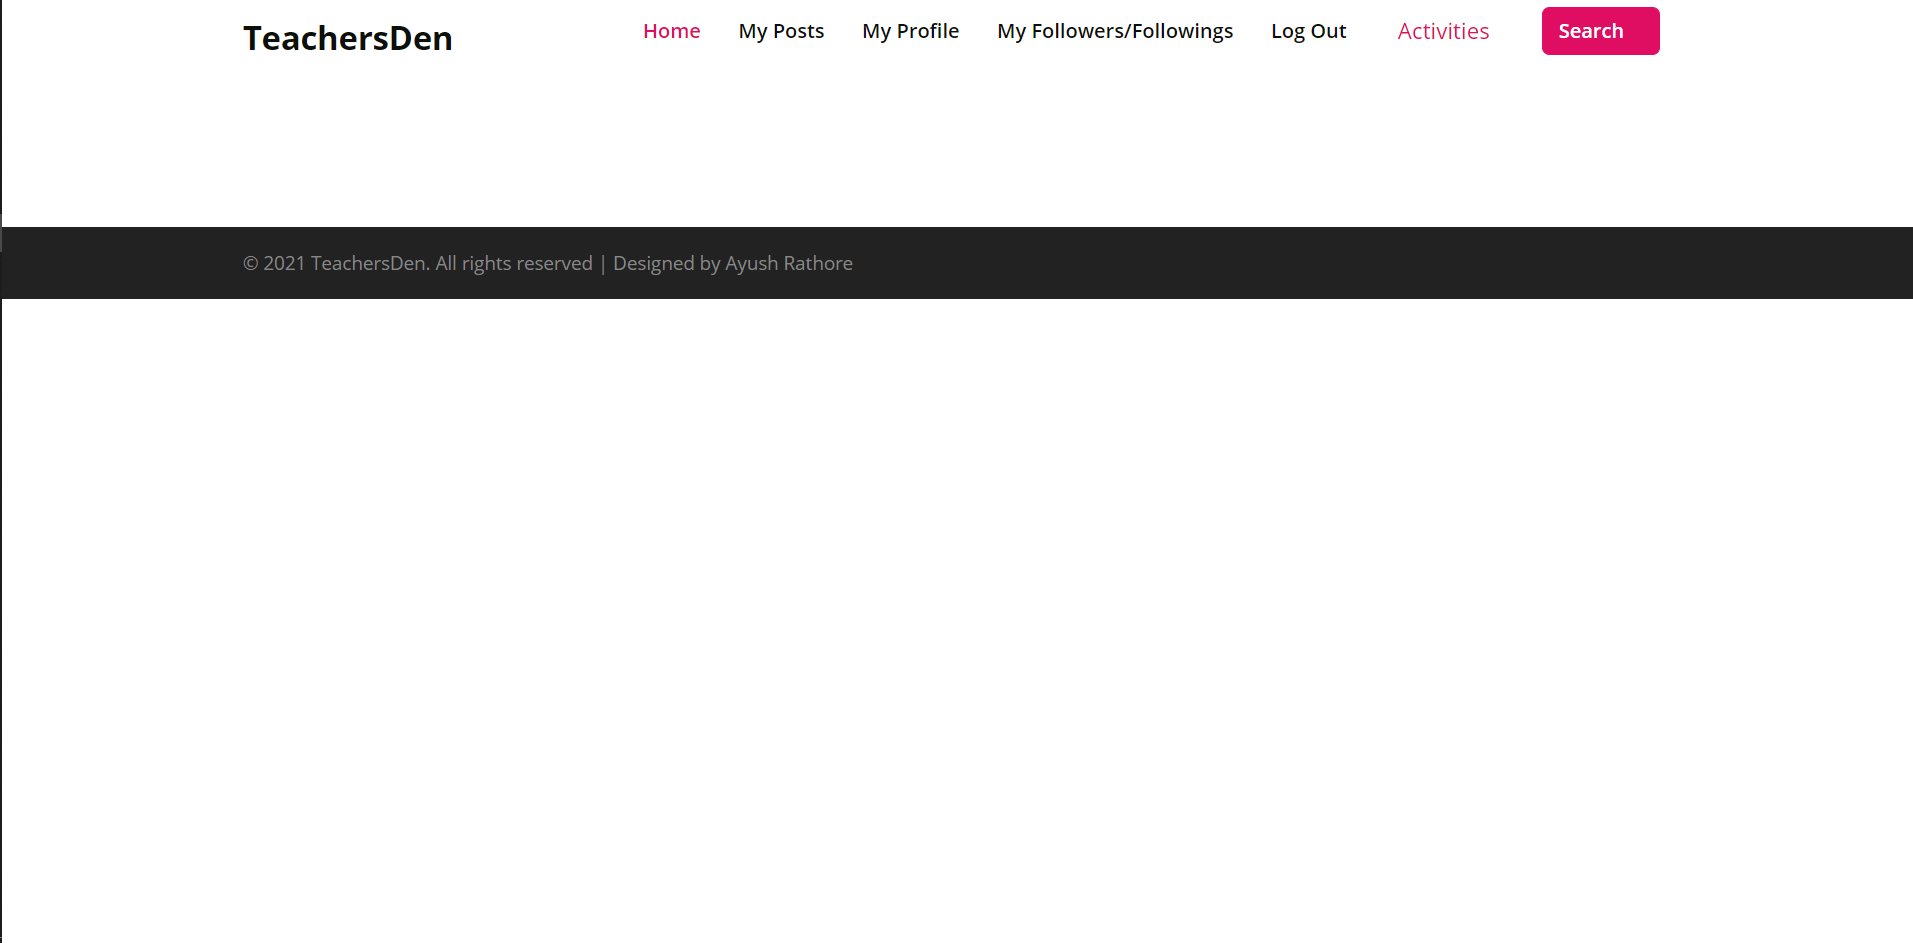 TeachersDen
Home My Posts My Profile My Followers/Followings Log Out Activities Search
© 2021 TeachersDen. All rights reserved | Designed by Ayush Rathore